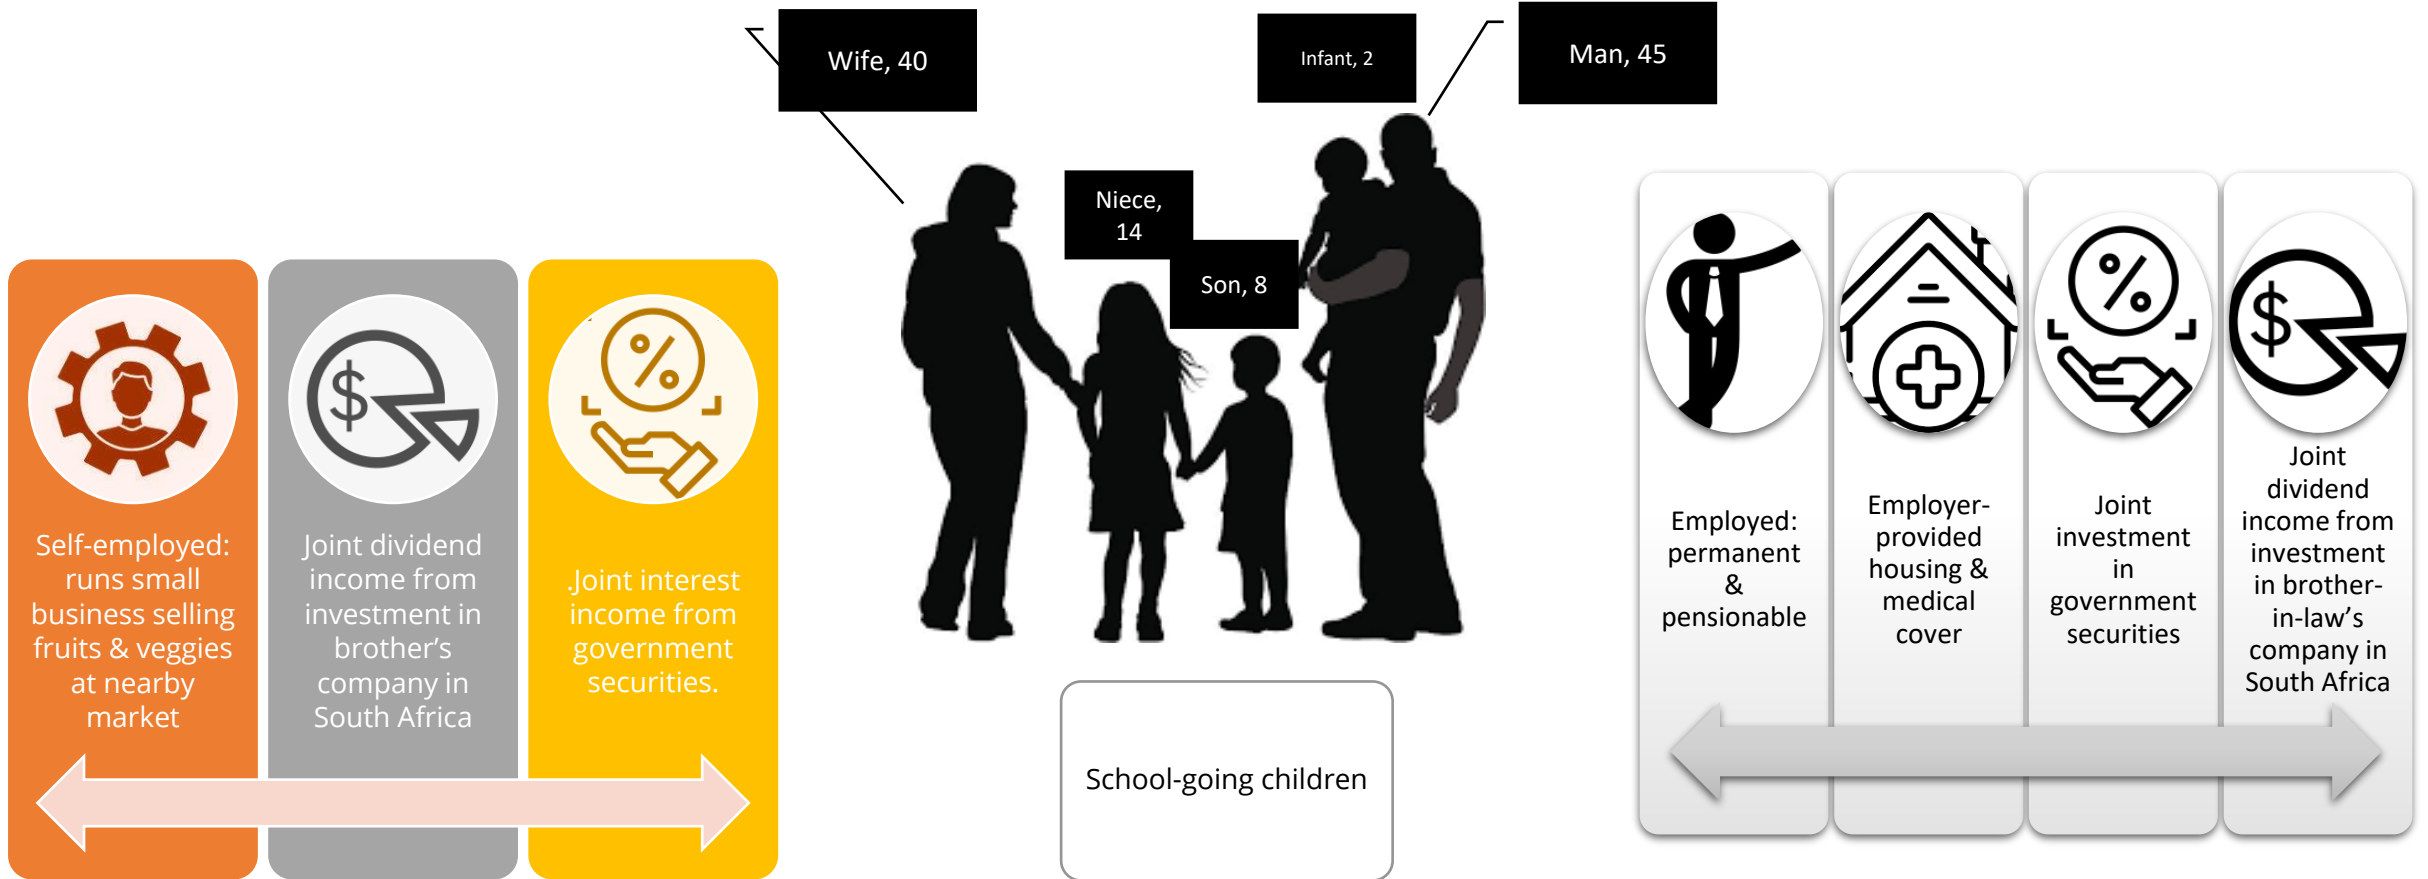 Wife, 40
Infant, 2
Man, 45
Niece,
14
Son, 8
Self-employed:
runs small
business selling
fruits & veggies
at nearby
market
Joint dividend
income from
investment in
brother's
company in
South Africa
.Joint interest
income from
government
securities.
School-going children
Employed:
permanent
&
pensionable
Employer-
provided
housing &
medical
cover
Joint
investment
in
government
securities
Joint
dividend
income from
investment
in brother-
in-law’s
company in
South Africa